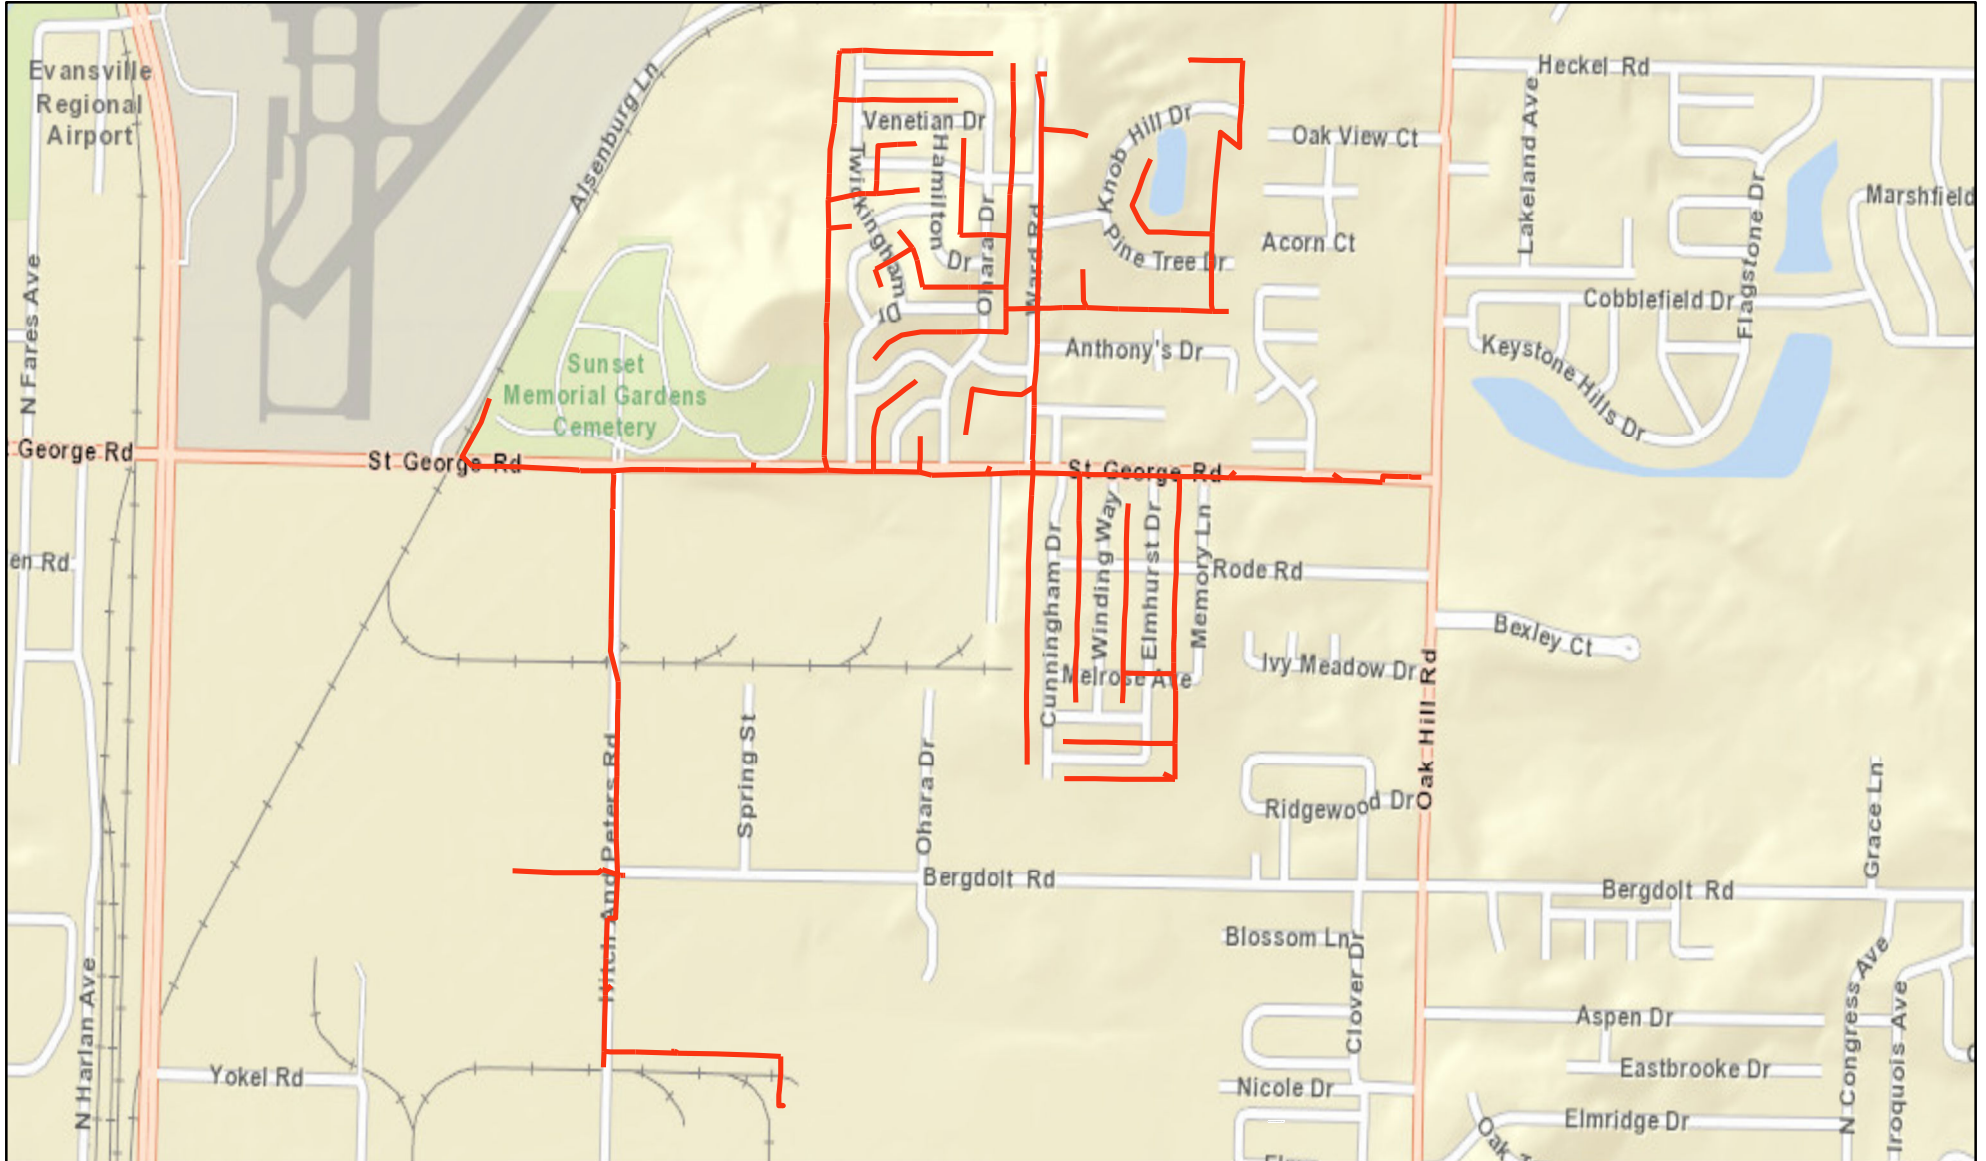 Evansville
Regional
Airport
Alsenburg Ln
Venetian Dr
Twickingham Dr
Hamilton
Dr
Ohara Dr
Ward Rd
Knob Hill Dr
Pine Tree Dr
Oak View Ct
Acorn Ct
Anthony's Dr
Heckel Rd
Lakeland Ave
Flagstone Dr
Marshfield
Cobblefield Dr
Keystone Hills Dr
N Fares Ave
Sunset
Memorial Gardens
Cemetery
George Rd
St George Rd
St George Rd
en Rd
Cunningham Dr
Winding Way
Elmhurst Dr
Memory Ln
Rode Rd
Melrose Ave
Ivy Meadow Dr
Bexley Ct
Oak Hill Rd
Hitch And Peters Rd
Spring St
Ohara Dr
Ridgewood Dr
Grace Ln
Bergdolt Rd
Bergdolt Rd
Blossom Ln
Clover Dr
N Harlan Ave
Yokel Rd
Aspen Dr
Eastbrooke Dr
Nicole Dr
Elmridge Dr
N Congress Ave
Iroquois Ave
Oak